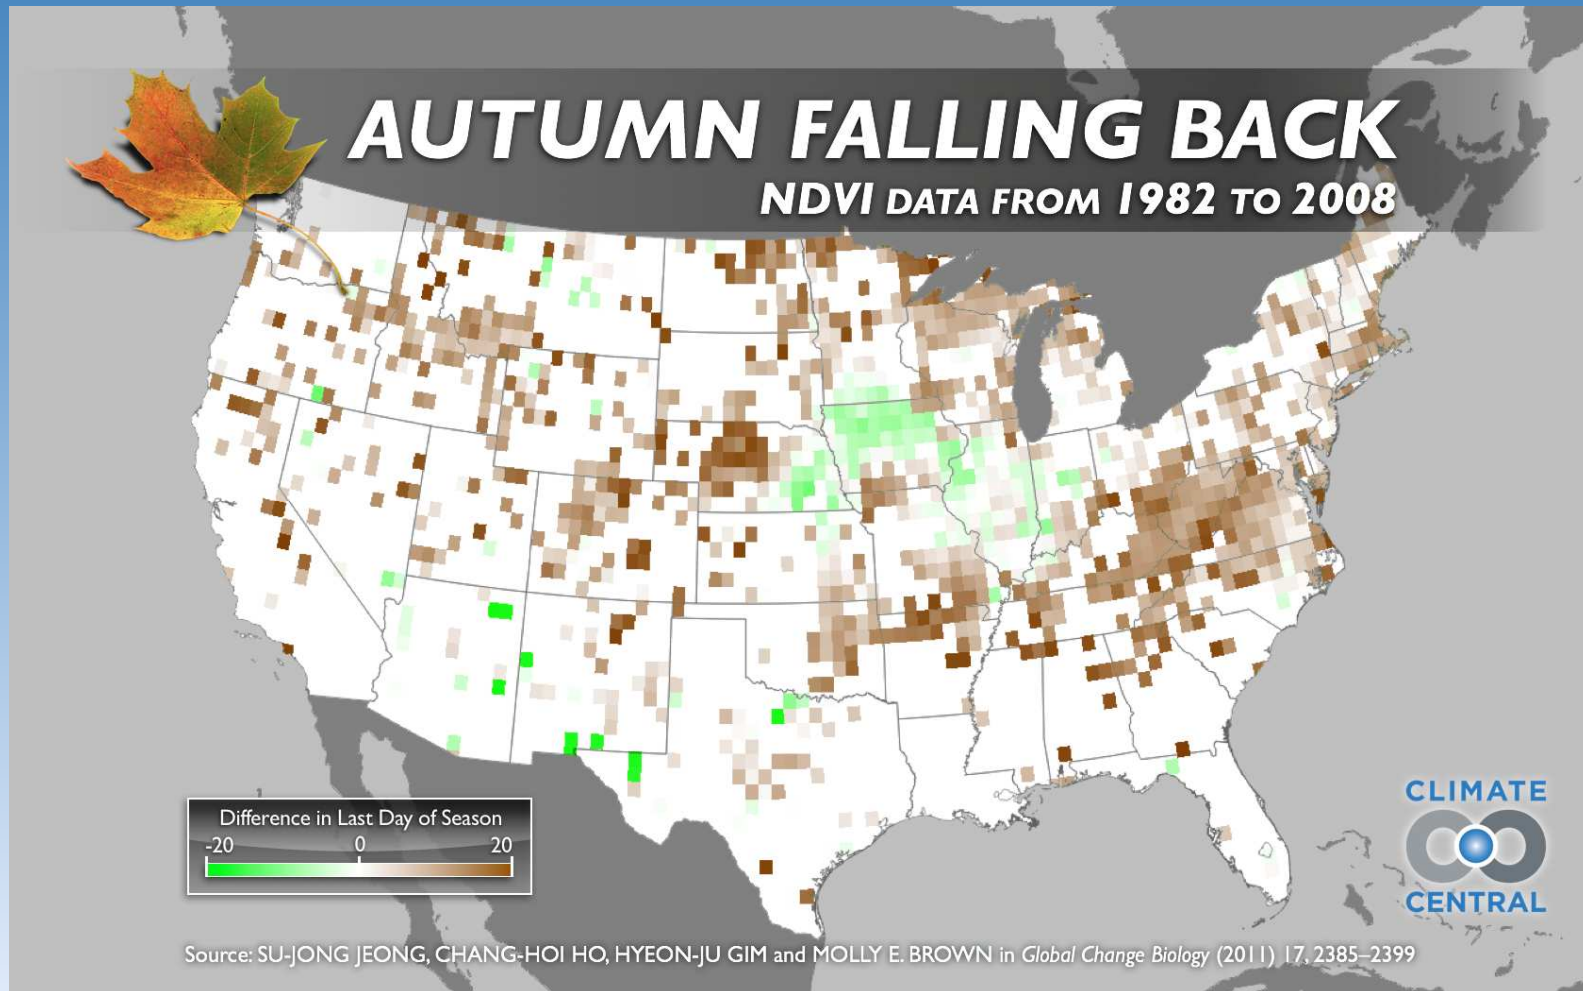 AUTUMN FALLING BACK
NDVI DATA FROM 1982 TO 2008
Difference in Last Day of Season
-20 0 20
CLIMATE
CENTRAL
Source: SU-JONG JEONG, CHANG-HOI HO, HYEON-JU GIM and MOLLY E. BROWN in Global Change Biology (2011) 17, 2385–2399